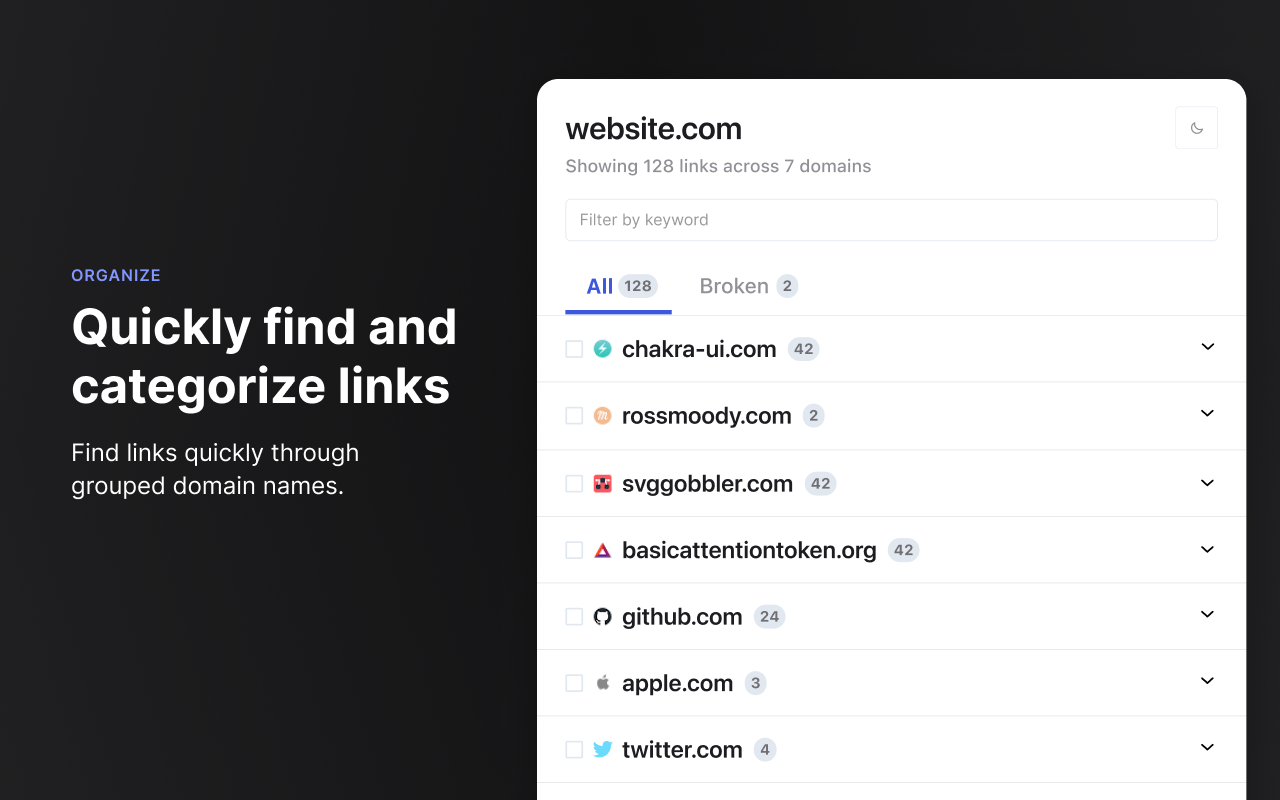 ORGANIZE
Quickly find and
categorize links
Find links quickly through
grouped domain names.
website.com
Showing 128 links across 7 domains
Filter by keyword
All 128 Broken 2
chakra-ui.com 42
rossmoody.com 2
svggobbler.com 42
basicattentiontoken.org 42
github.com 24
apple.com 3
twitter.com 4